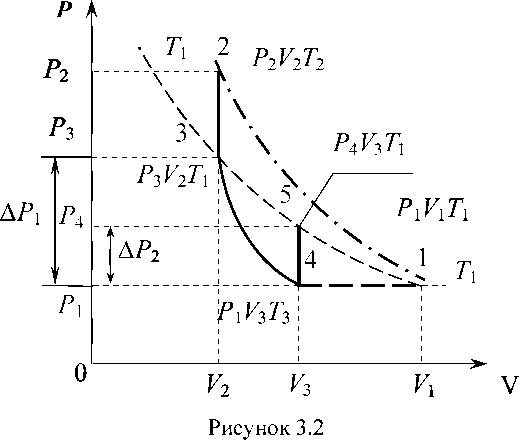 P
T₁
2
P₂
P₂V₂T₂
P₃
3
P₄V₃T₁
P₃V₂T₁
5
ΔP₁
P₄
P₁V₁T₁
ΔP₂
4
1
T₁
P₁
P₁V₃T₃
0
V₂
V₃
V₁
V
Рисунок 3.2